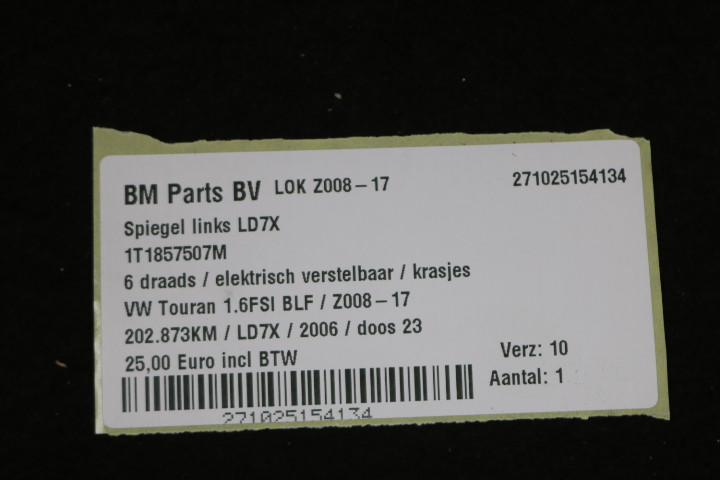 BM Parts BV LOK Z008-17 271025154134
Spiegel links LD7X
1T1857507M
6 draads / elektrisch verstelbaar / krasjes
VW Touran 1.6FSI BLF / Z008-17
202.873KM / LD7X / 2006 / doos 23
25,00 Euro incl BTW
Verz: 10
Aantal: 1
271025154134